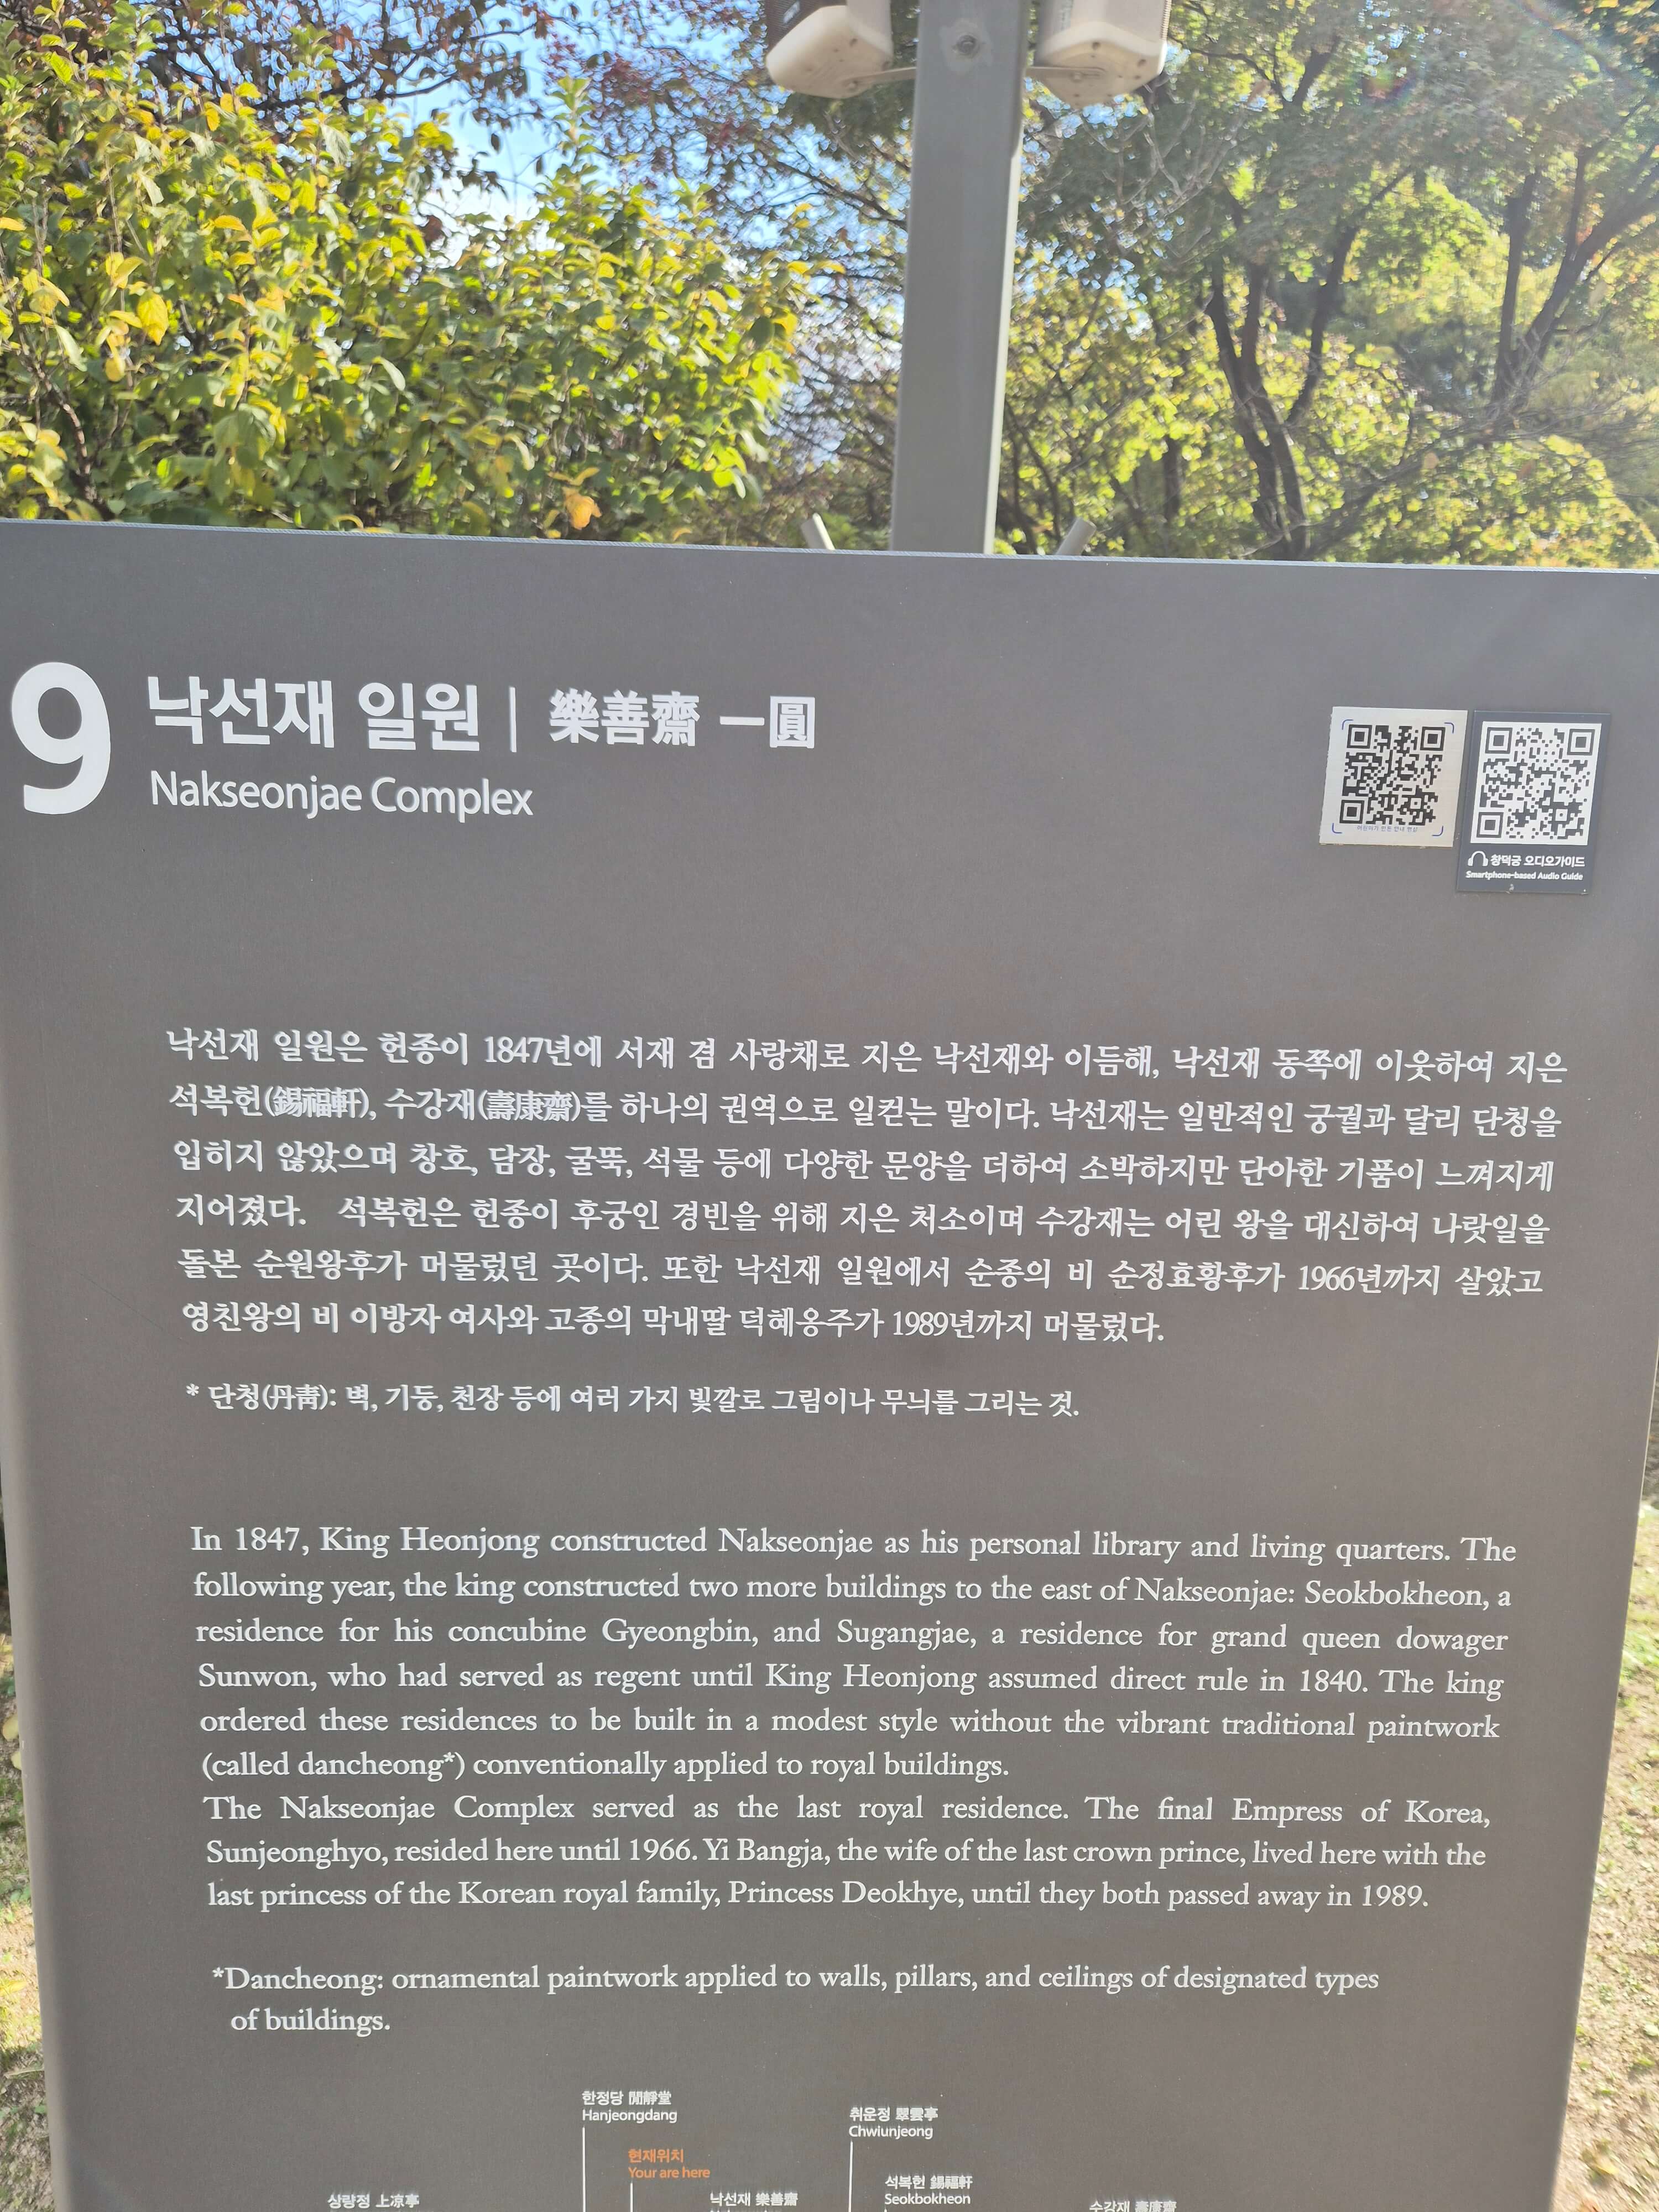 9 낙선재 일원 | 樂善齋 一圓
Nakseonjae Complex
창덕궁 오디오가이드
Smartphone-based Audio Guide
낙선재 일원은 헌종이 1847년에 서재 겸 사랑채로 지은 낙선재와 이듬해, 낙선재 동쪽에 이웃하여 지은
석복헌(錫福軒), 수강재(壽康齋)를 하나의 권역으로 일컫는 말이다. 낙선재는 일반적인 궁궐과 달리 단청을
입히지 않았으며 창호, 담장, 굴뚝, 석물 등에 다양한 문양을 더하여 소박하지만 단아한 기품이 느껴지게
지어졌다. 석복헌은 헌종이 후궁인 경빈을 위해 지은 처소이며 수강재는 어린 왕을 대신하여 나랏일을
돌본 순원왕후가 머물렀던 곳이다. 또한 낙선재 일원에서 순종의 비 순정효황후가 1966년까지 살았고
영친왕의 비 이방자 여사와 고종의 막내딸 덕혜옹주가 1989년까지 머물렀다.
* 단청(丹靑): 벽, 기둥, 천장 등에 여러 가지 빛깔로 그림이나 무늬를 그리는 것.
In 1847, King Heonjong constructed Nakseonjae as his personal library and living quarters. The
following year, the king constructed two more buildings to the east of Nakseonjae: Seokbokheon, a
residence for his concubine Gyeongbin, and Sugangjae, a residence for grand queen dowager
Sunwon, who had served as regent until King Heonjong assumed direct rule in 1840. The king
ordered these residences to be built in a modest style without the vibrant traditional paintwork
(called dancheong*) conventionally applied to royal buildings.
The Nakseonjae Complex served as the last royal residence. The final Empress of Korea,
Sunjeonghyo, resided here until 1966. Yi Bangja, the wife of the last crown prince, lived here with the
last princess of the Korean royal family, Princess Deokhye, until they both passed away in 1989.
*Dancheong: ornamental paintwork applied to walls, pillars, and ceilings of designated types
of buildings.
한정당 閒靜堂
Hanjeongdang
취운정 翠雲亭
Chwiunjeong
현재위치
Your are here
석복헌 錫福軒
Seokbokheon
상량정 上凉亭
낙선재 樂善齋
수강재 壽康齋